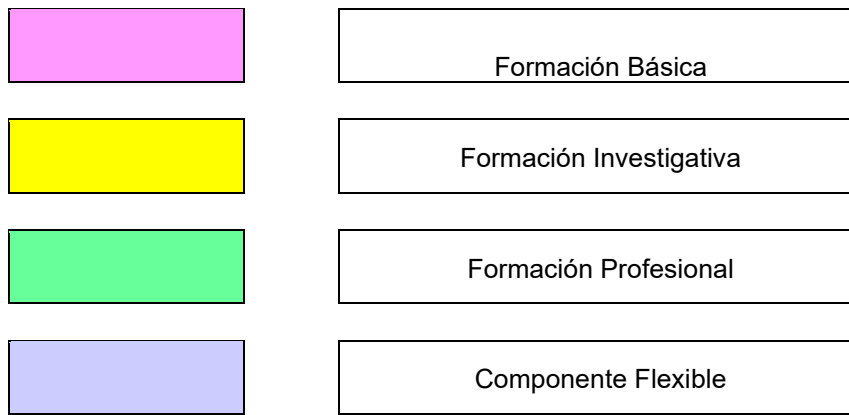 Formación Básica
Formación Investigativa
Formación Profesional
Componente Flexible